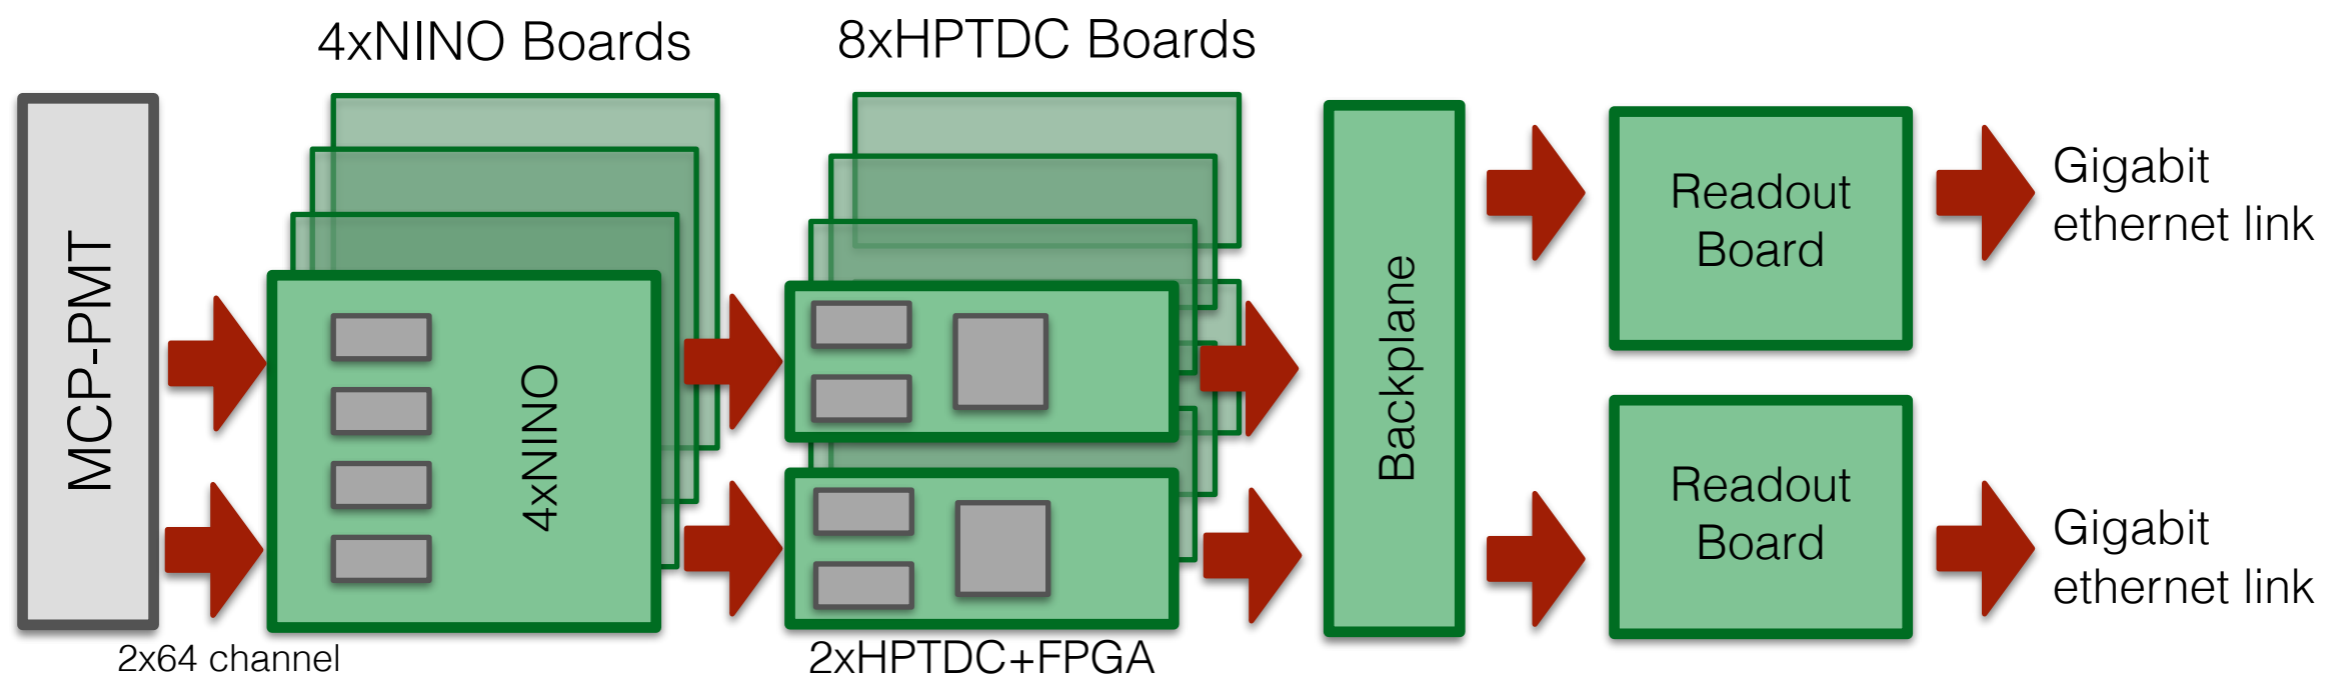 4xNINO Boards
8xHPTDC Boards
MCP-PMT
4xNINO
Backplane
Readout
Board
Gigabit
ethernet link
Readout
Board
Gigabit
ethernet link
2x64 channel
2xHPTDC+FPGA